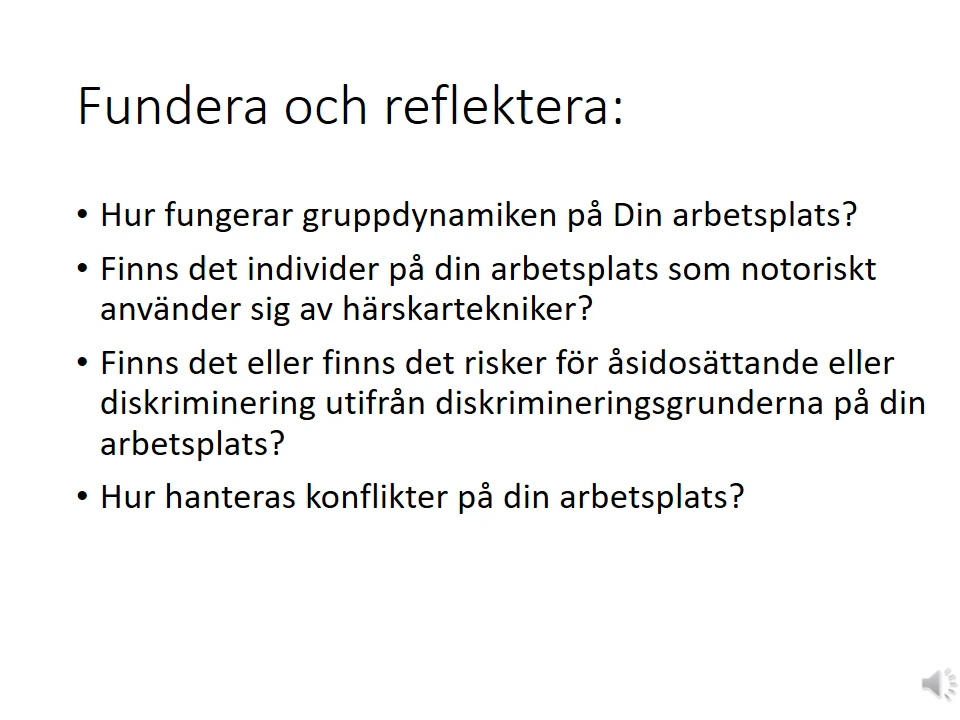 Fundera och reflektera:
• Hur fungerar gruppdynamiken på Din arbetsplats?
• Finns det individer på din arbetsplats som notoriskt
använder sig av härskartekniker?
• Finns det eller finns det risker för åsidosättande eller
diskriminering utifrån diskrimineringsgrunderna på din
arbetsplats?
• Hur hanteras konflikter på din arbetsplats?